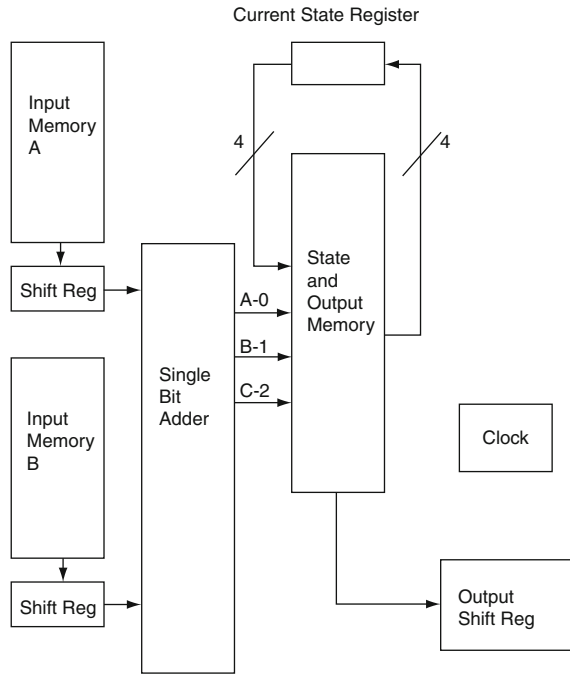 Current State Register
Input
Memory
A
4
4
Shift Reg
State
and
Output
Memory
A-0
B-1
C-2
Single
Bit
Adder
Input
Memory
B
Clock
Shift Reg
Output
Shift Reg